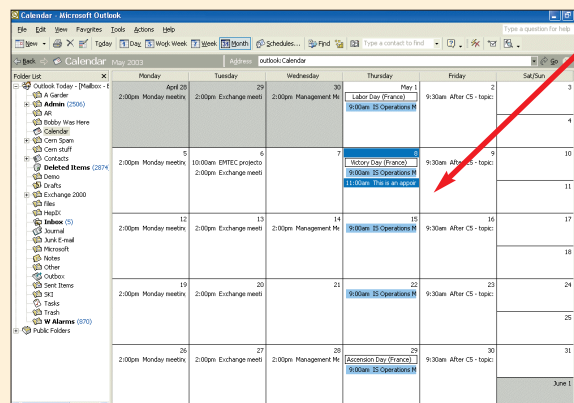 Calendar - Microsoft Outlook
File Edit View Favorites Tools Actions Help
Type a question for help
New Today 1 Day 5 Work Week 7 Week 31 Month Schedules... Find Type a contact to find
Back Calendar May 2003 Address outlook:Calendar Go
Folder List X
Outlook Today - [Mailbox - B
A Garder
Admin (2506)
AR
Bobby Was Here
Calendar
Cern Spam
Cern stuff
Contacts
Deleted Items (2874
Demo
Drafts
Exchange 2000
files
HepIX
Inbox (5)
Journal
Junk E-mail
Microsoft
Notes
Other
Outbox
Sent Items
SKI
Tasks
Trash
W Alarms (870)
Public Folders
Monday Tuesday Wednesday Thursday Friday Sat/Sun
April 28 29 30 May 1 2 3
Labor Day (France)
2:00pm Monday meeting 2:00pm Exchange meeti 2:00pm Management Me 9:00am IS Operations M 9:30am After C5 - topic:
4
5 6 7 8 9 10
Victory Day (France)
2:00pm Monday meeting 10:00am EMTEC projecto 9:00am IS Operations M 9:30am After C5 - topic:
2:00pm Exchange meeti 11:00am This is an appoir
11
12 13 14 15 16 17
2:00pm Monday meeting 2:00pm Exchange meeti 2:00pm Management Me 9:00am IS Operations M 9:30am After C5 - topic:
18
19 20 21 22 23 24
2:00pm Monday meeting 2:00pm Exchange meeti 9:00am IS Operations M 9:30am After C5 - topic:
25
26 27 28 29 30 31
Ascension Day (France)
2:00pm Monday meeting 2:00pm Exchange meeti 2:00pm Management Me 9:00am IS Operations M 9:30am After C5 - topic:
June 1